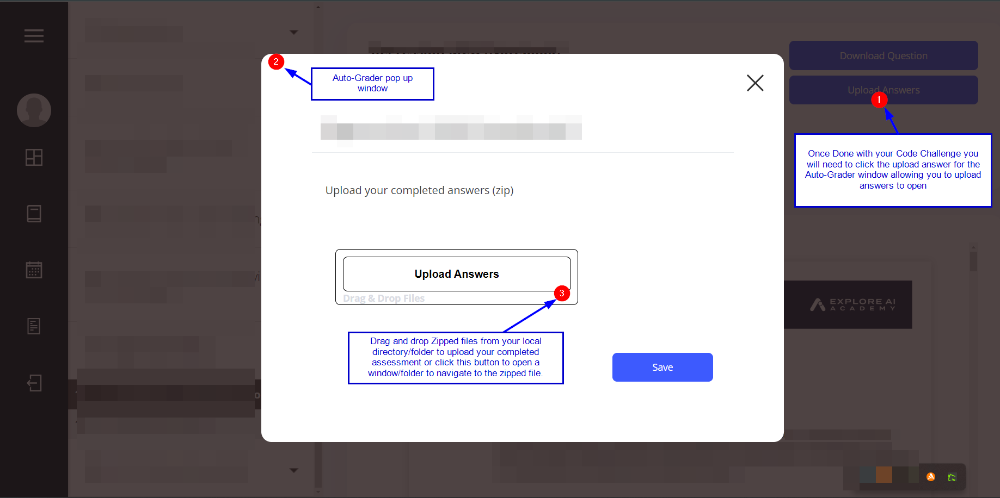 Download Question
Upload Answers
1
2
Auto-Grader pop up
window
Once Done with your Code Challenge you
will need to click the upload answer for the
Auto-Grader window allowing you to upload
answers to open
Upload your completed answers (zip)
Upload Answers
Drag & Drop Files
3
EXPLORE AI
ACADEMY
Drag and drop Zipped files from your local
directory/folder to upload your completed
assessment or click this button to open a
window/folder to navigate to the zipped file.
Save